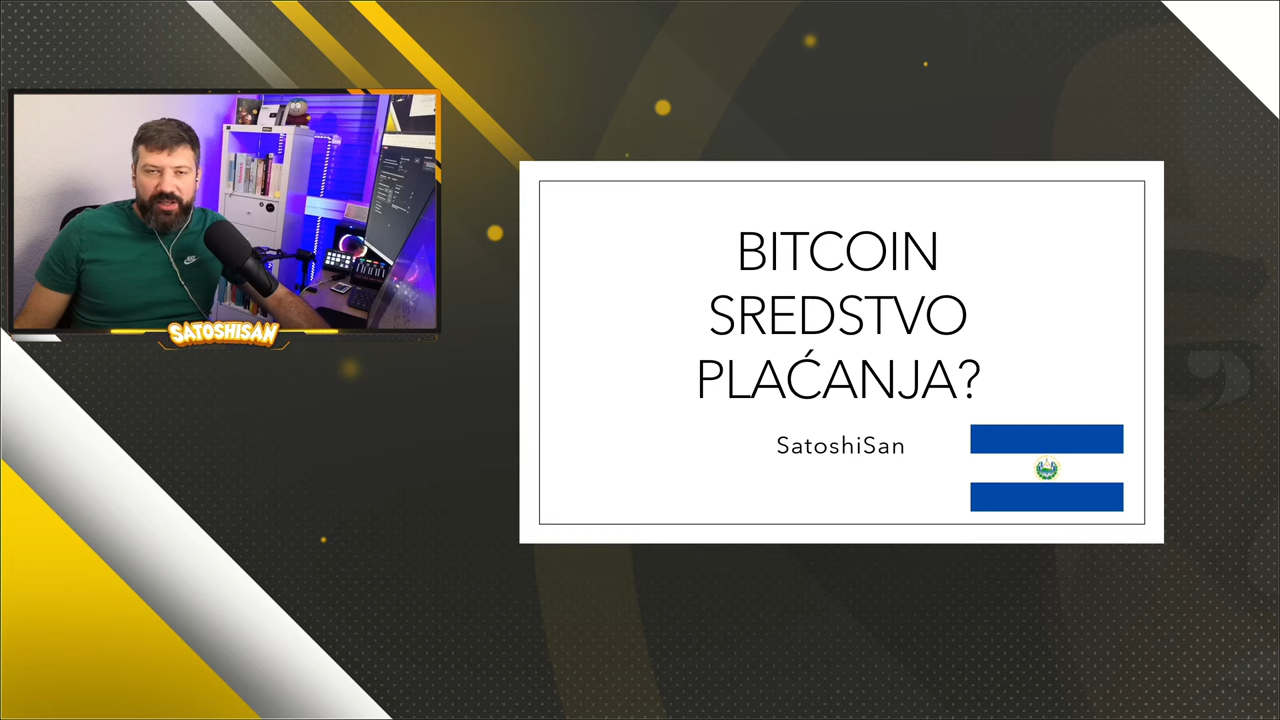 SATOSHISAN
BITCOIN
SREDSTVO
PLAĆANJA?
SatoshiSan